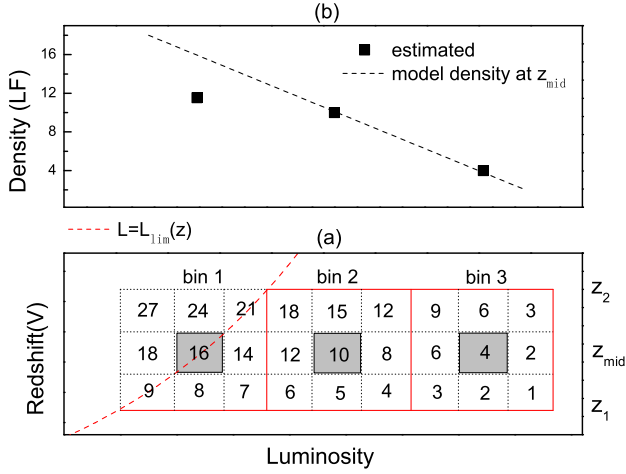 (b)
Density (LF)
16
12
8
4
estimated
model density at z_mid
L=L_lim(z)
(a)
bin 1 bin 2 bin 3
27 24 21 18 15 12 9 6 3
18 16 14 12 10 8 6 4 2
9 8 7 6 5 4 3 2 1
Redshift(V)
z_2
z_mid
z_1
Luminosity